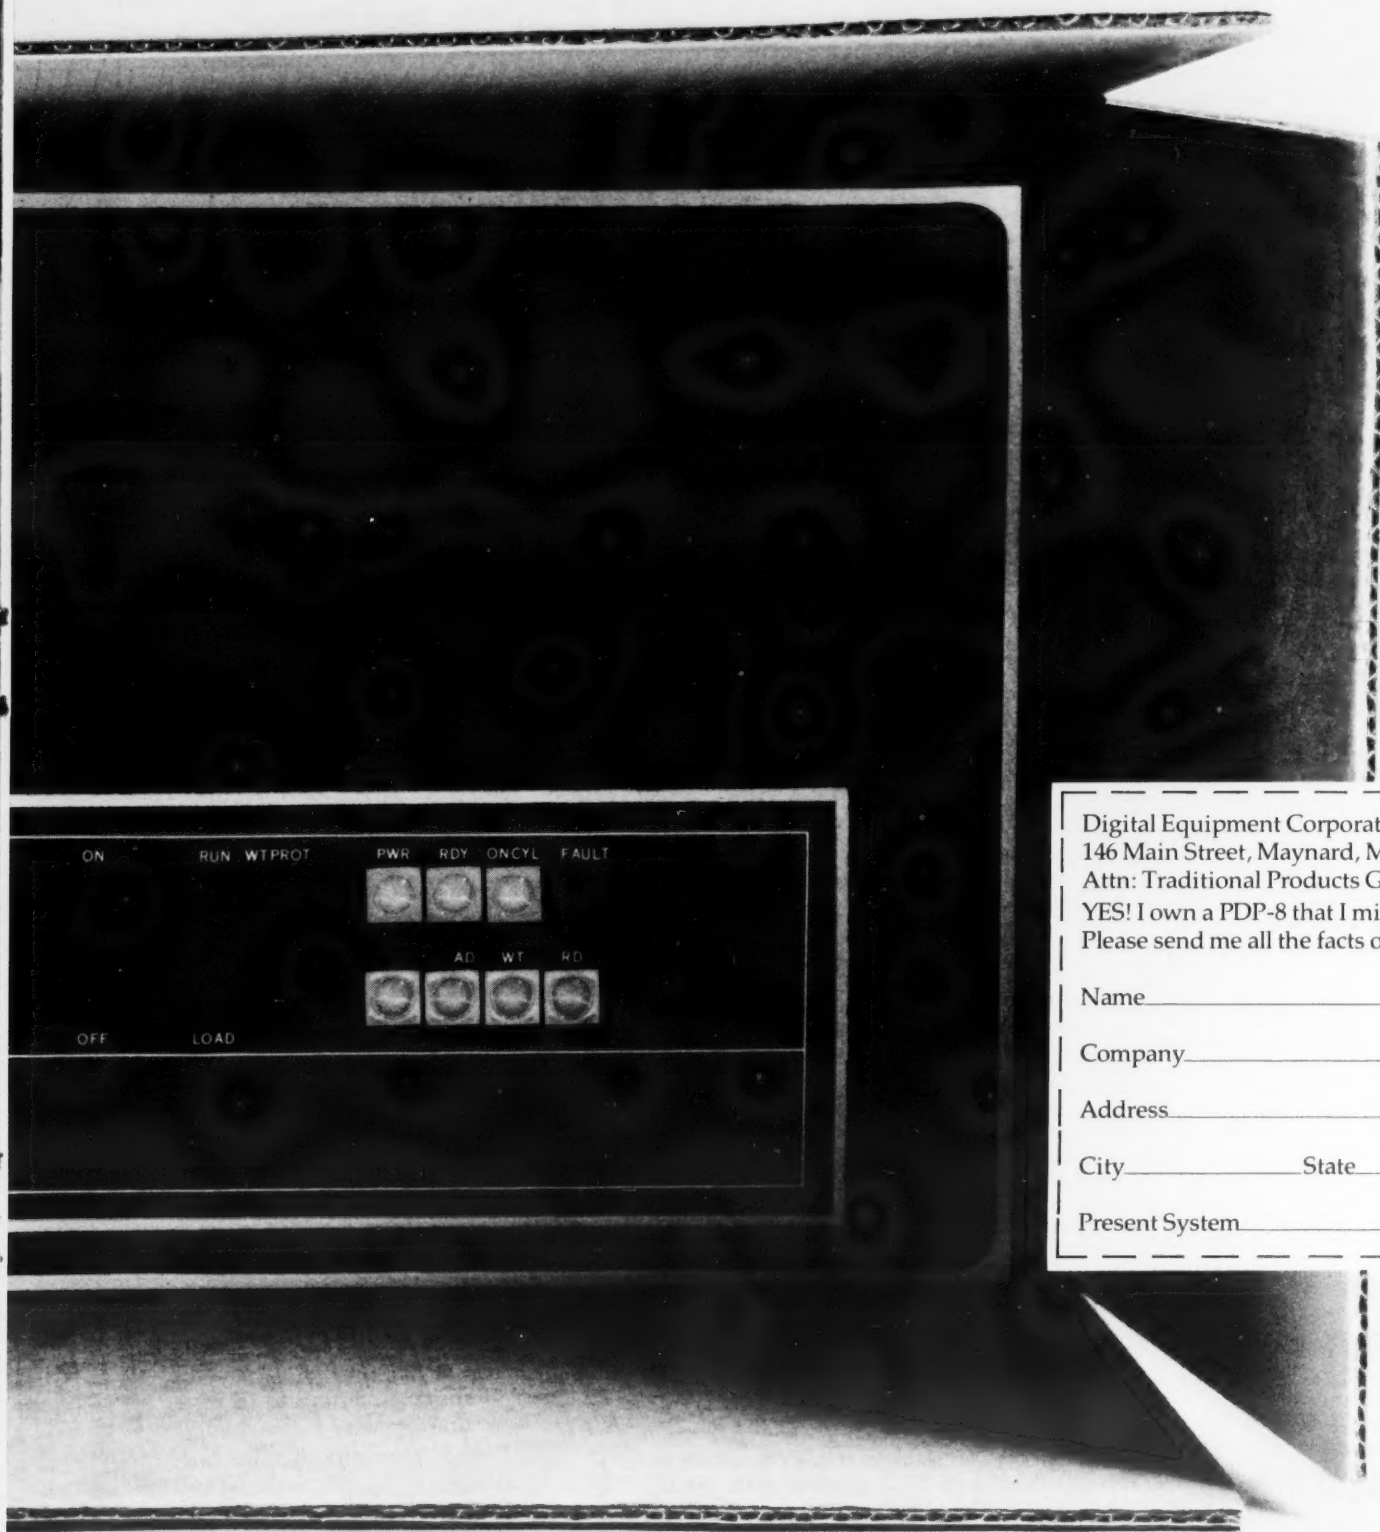 ON RUN WTPROT PWR RDY ONCYL FAULT
AD WT RD
OFF LOAD
Digital Equipment Corporat
146 Main Street, Maynard, M
Attn: Traditional Products G
YES! I own a PDP-8 that I mi
Please send me all the facts o
Name
Company
Address
City State
Present System